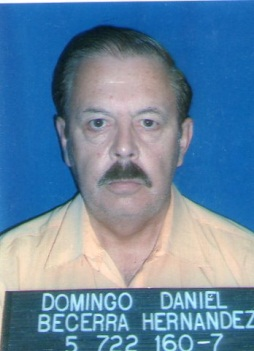 DOMINGO DANIEL
BECERRA HERNANDEZ
5 722 160-7